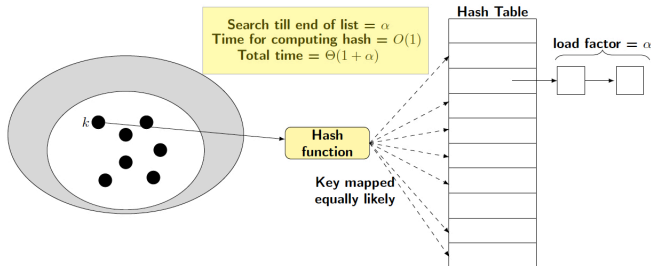 Search till end of list = α
Time for computing hash = O(1)
Total time = Θ(1 + α)
Hash Table
load factor = α
k
Hash
function
Key mapped
equally likely